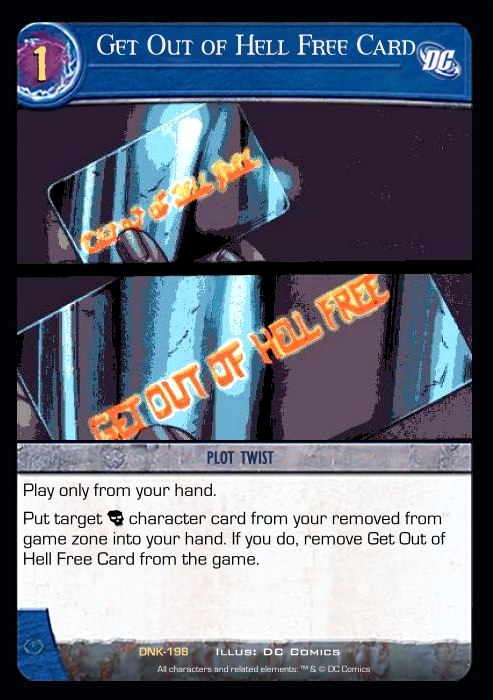 1
GET OUT OF HELL FREE CARD
DC
GET OUT OF HELL FREE
GET OUT OF HELL FREE
PLOT TWIST
Play only from your hand.
Put target character card from your removed from
game zone into your hand. If you do, remove Get Out of
Hell Free Card from the game.
DNK-198 ILLUS: DC COMICS
All characters and related elements: ™ & © DC Comics